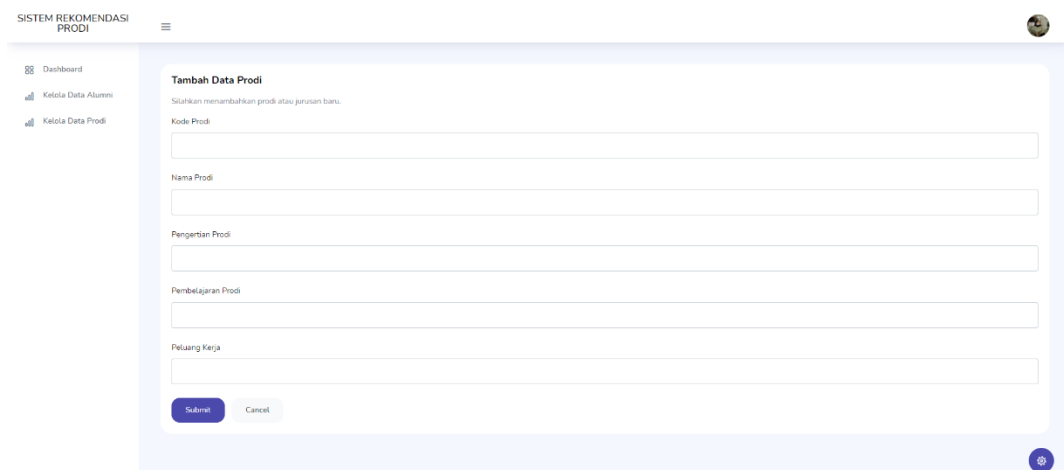 SISTEM REKOMENDASI
PRODI
Dashboard
Kelola Data Alumni
Kelola Data Prodi
Tambah Data Prodi
Silahkan menambahkan prodi atau jurusan baru.
Kode Prodi
Nama Prodi
Pengertian Prodi
Pembelajaran Prodi
Peluang Kerja
Submit
Cancel